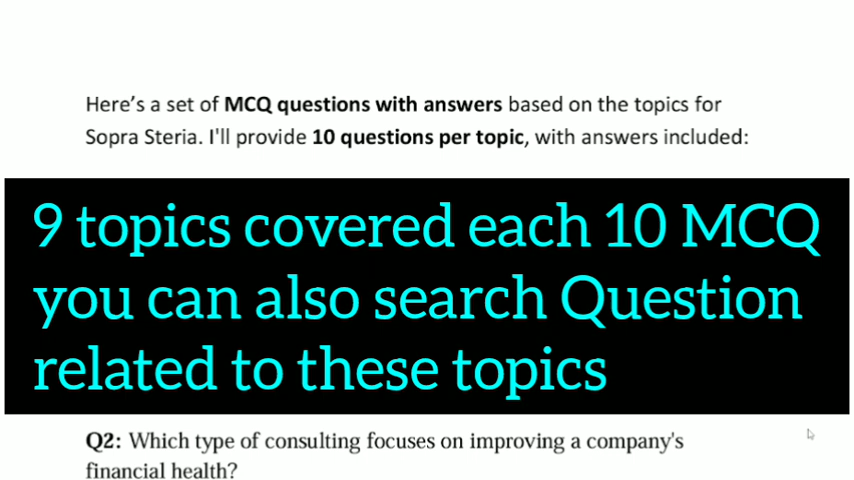 Here's a set of MCQ questions with answers based on the topics for
Sopra Steria. I'll provide 10 questions per topic, with answers included:
9 topics covered each 10 MCQ
you can also search Question
related to these topics
Q2: Which type of consulting focuses on improving a company's
financial health?